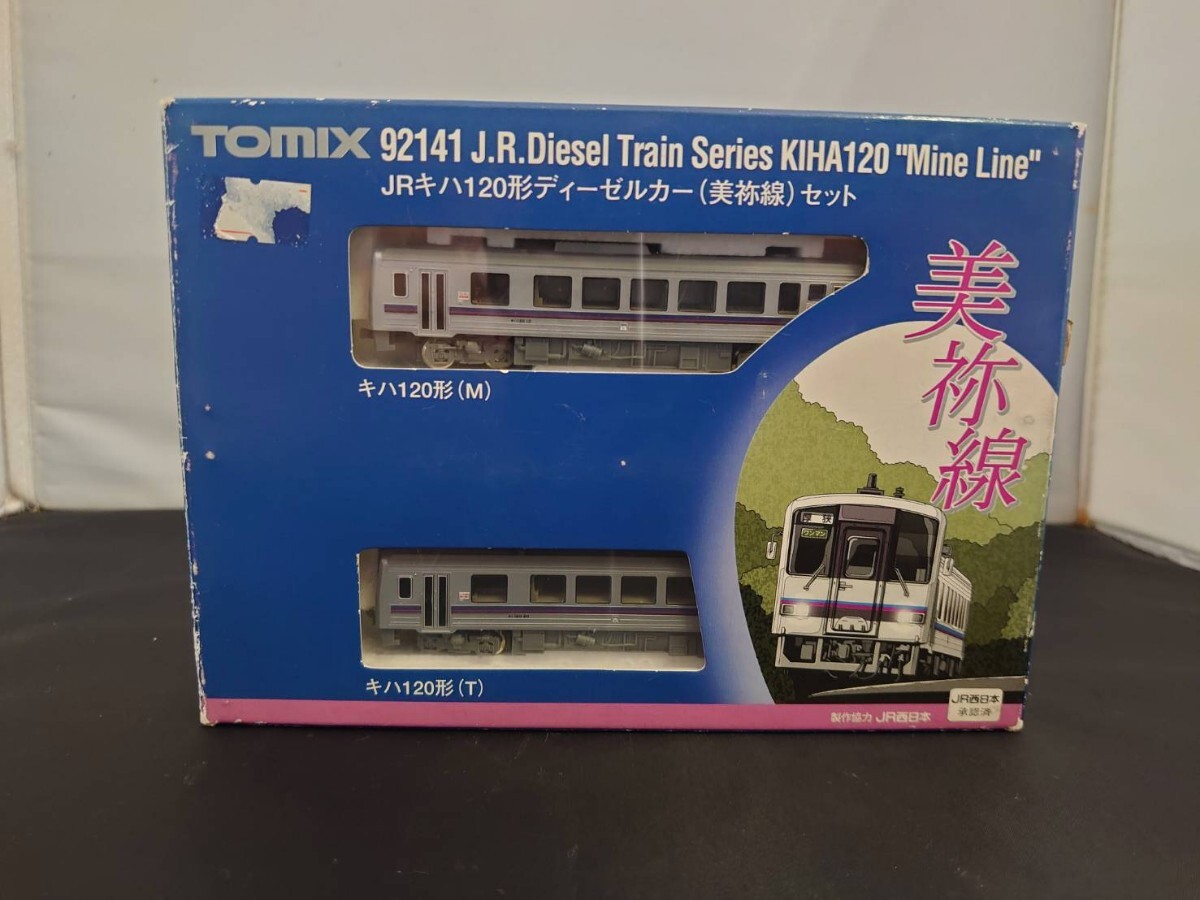 TOMIX 92141 J.R.Diesel Train Series KIHA120 "Mine Line"
JRキハ120形ディーゼルカー(美祢線)セット
美祢線
キハ120形(M)
厚狭
ワンマン
キハ120形(T)
製作協力 JR西日本
JR西日本
承認済